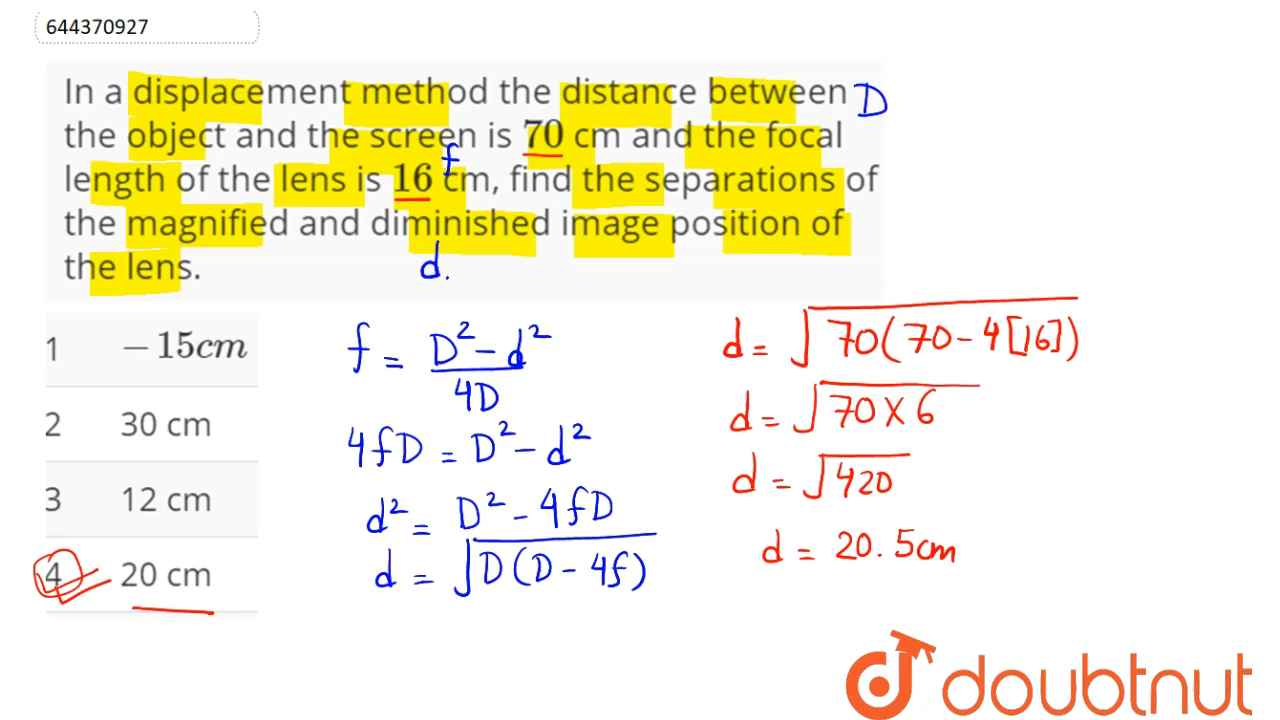 644370927
In a displacement method the distance between D
the object and the screen is 70 cm and the focal
f
length of the lens is 16 cm, find the separations of
the magnified and diminished image position of
the lens.
d.
1 −15cm
2 30 cm
3 12 cm
4 20 cm
f = D² − d² / 4D
4fD = D² − d²
d² = D² − 4fD
d = √D(D − 4f)
d = √70(70 − 4[16])
d = √70 × 6
d = √420
d = 20.5cm
doubtnut